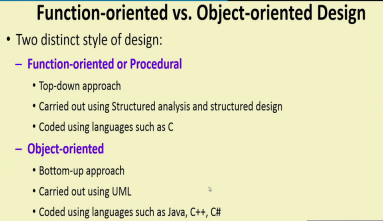 Function-oriented vs. Object-oriented Design
• Two distinct style of design:
– Function-oriented or Procedural
• Top-down approach
• Carried out using Structured analysis and structured design
• Coded using languages such as C
– Object-oriented
• Bottom-up approach
• Carried out using UML
• Coded using languages such as Java, C++, C#